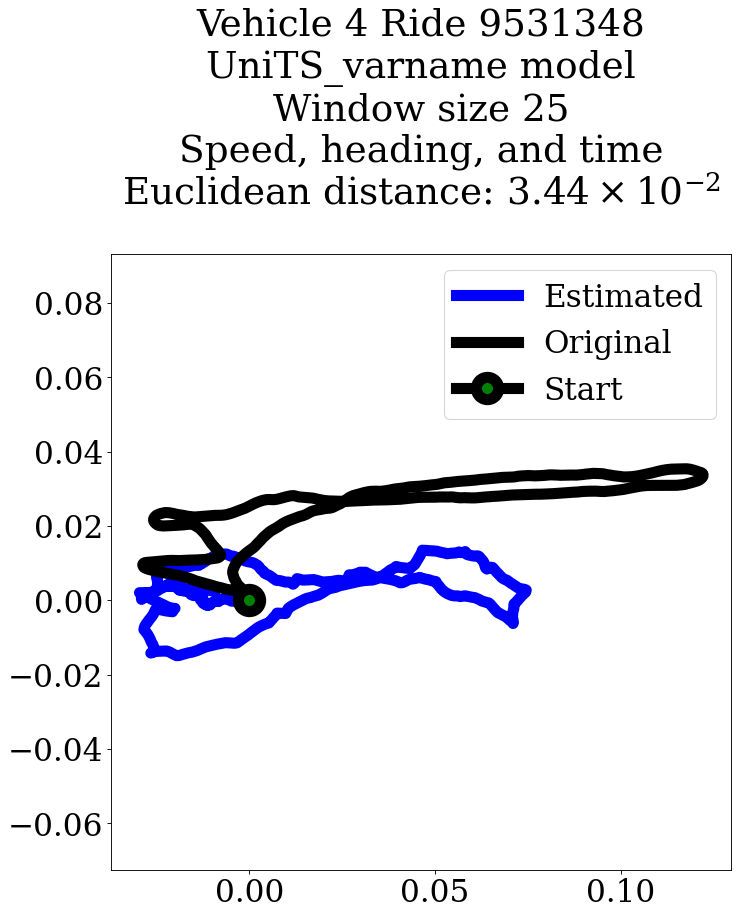 Vehicle 4 Ride 9531348
UniTS_varname model
Window size 25
Speed, heading, and time
Euclidean distance: 3.44 × 10⁻²
Estimated
Original
Start
0.08
0.06
0.04
0.02
0.00
−0.02
−0.04
−0.06
0.00 0.05 0.10